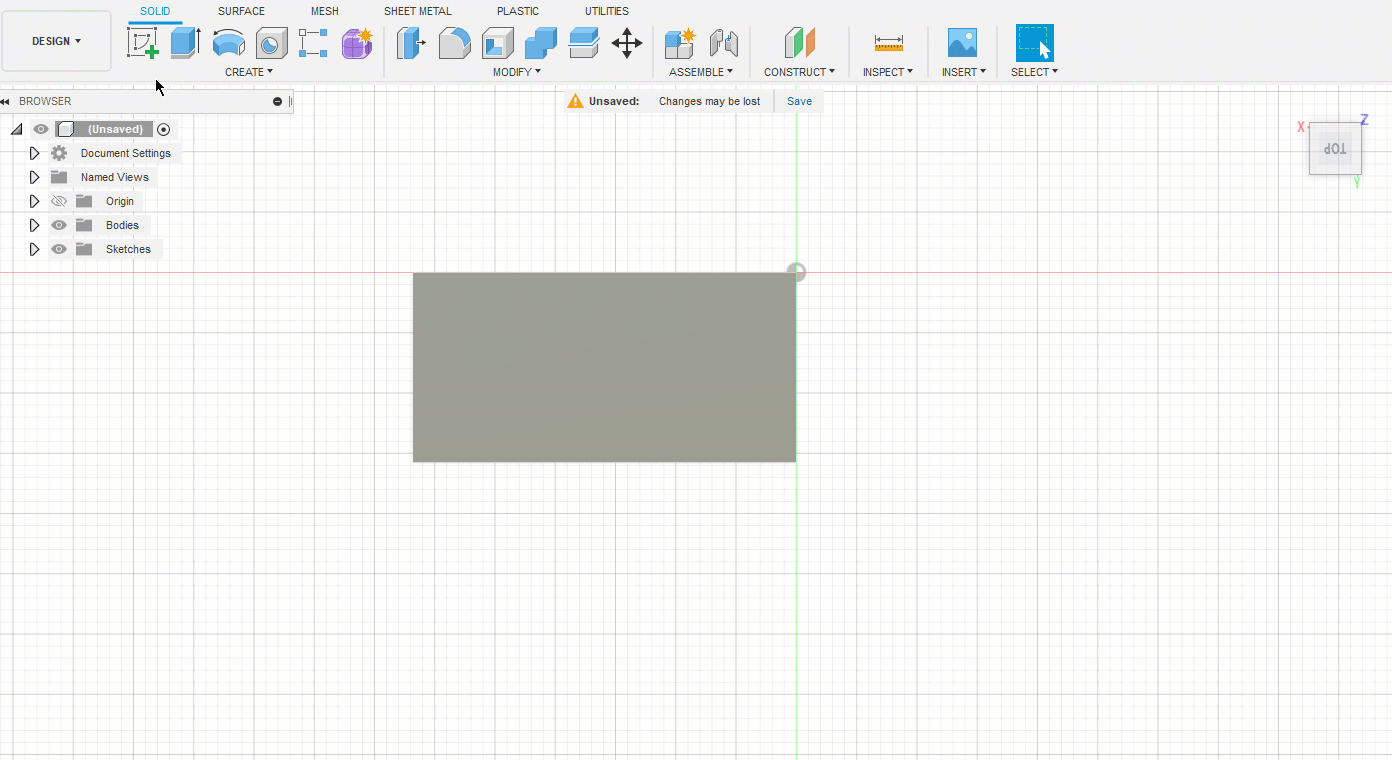 SOLID SURFACE MESH SHEET METAL PLASTIC UTILITIES
DESIGN
CREATE MODIFY ASSEMBLE CONSTRUCT INSPECT INSERT SELECT
BROWSER
Unsaved: Changes may be lost Save
(Unsaved)
Document Settings
Named Views
Origin
Bodies
Sketches
X Z
TOP
Y